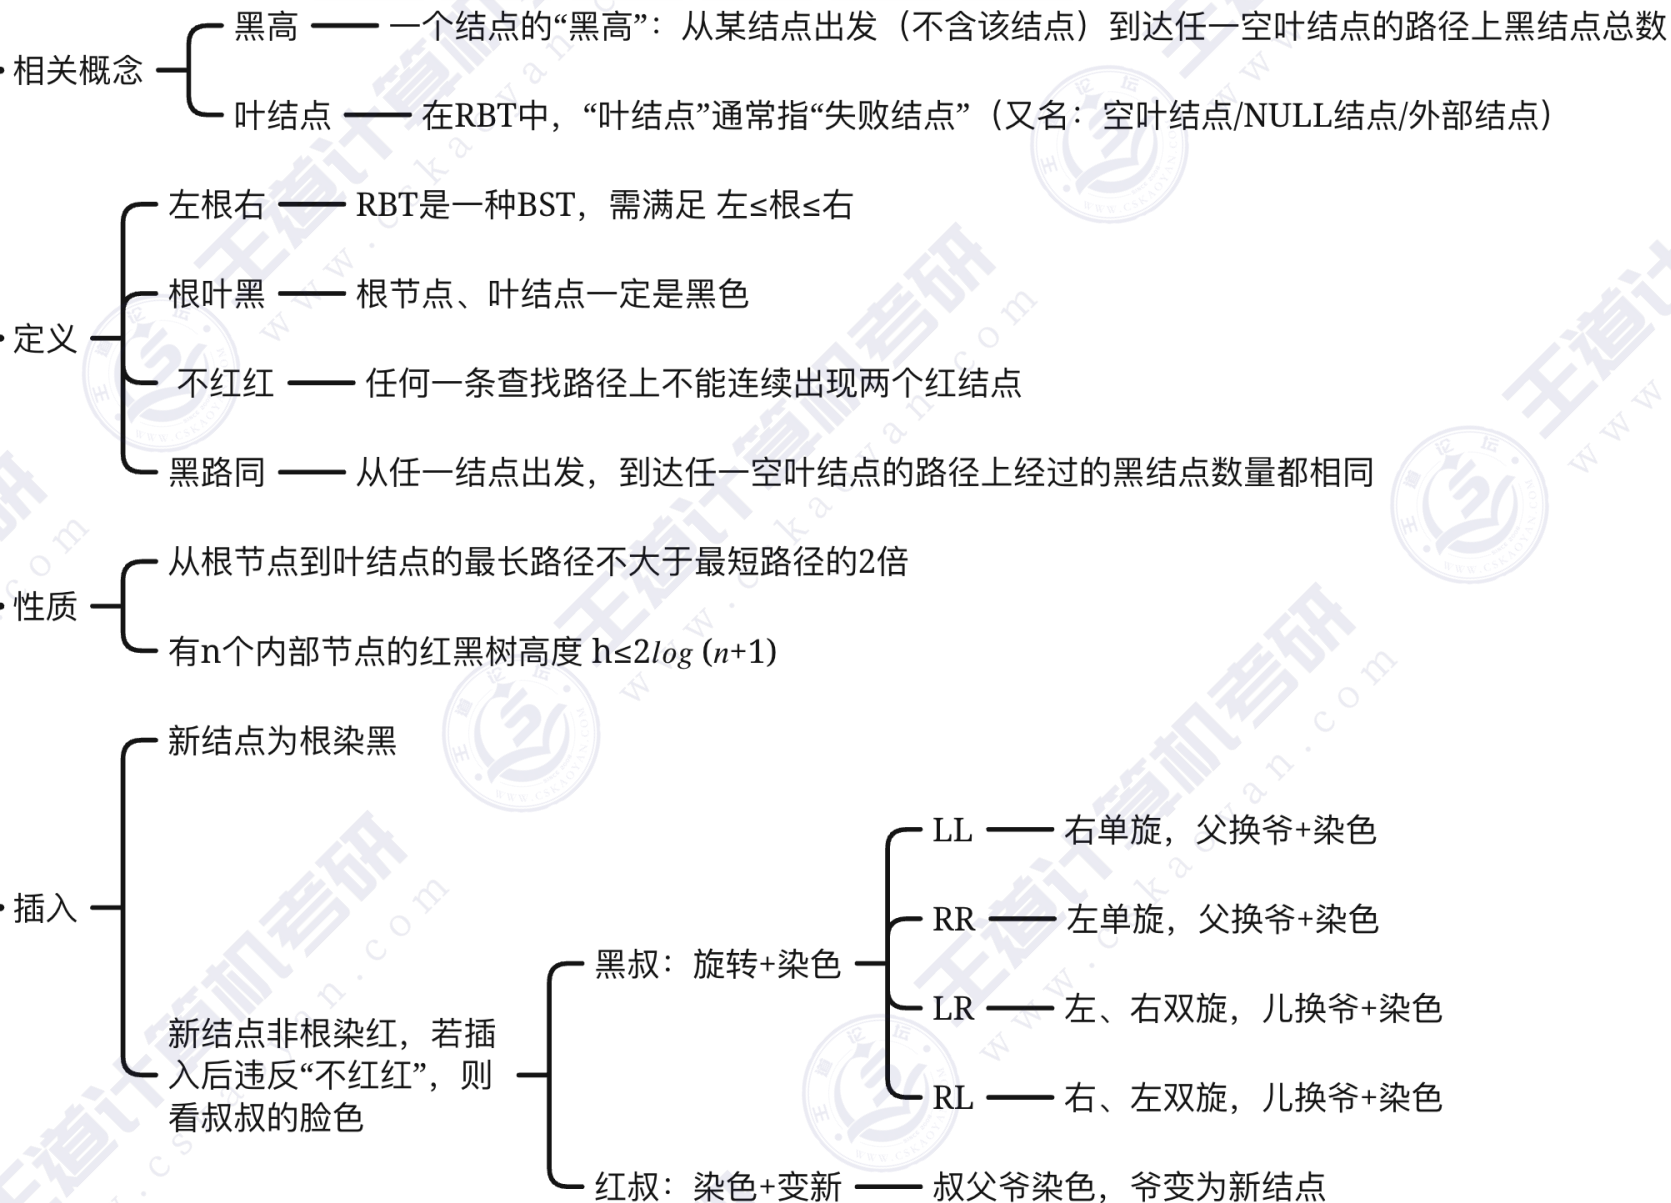 相关概念
黑高
一个结点的“黑高”：从某结点出发（不含该结点）到达任一空叶结点的路径上黑结点总数
叶结点
在RBT中，“叶结点”通常指“失败结点”（又名：空叶结点/NULL结点/外部结点）
定义
左根右
RBT是一种BST，需满足 左≤根≤右
根叶黑
根节点、叶结点一定是黑色
不红红
任何一条查找路径上不能连续出现两个红结点
黑路同
从任一结点出发，到达任一空叶结点的路径上经过的黑结点数量都相同
性质
从根节点到叶结点的最长路径不大于最短路径的2倍
有n个内部节点的红黑树高度 h≤2log (n+1)
插入
新结点为根染黑
新结点非根染红，若插
入后违反“不红红”，则
看叔叔的脸色
黑叔：旋转+染色
LL
右单旋，父换爷+染色
RR
左单旋，父换爷+染色
LR
左、右双旋，儿换爷+染色
RL
右、左双旋，儿换爷+染色
红叔：染色+变新
叔父爷染色，爷变为新结点
王道计算机考研
www.cskaoyan.com